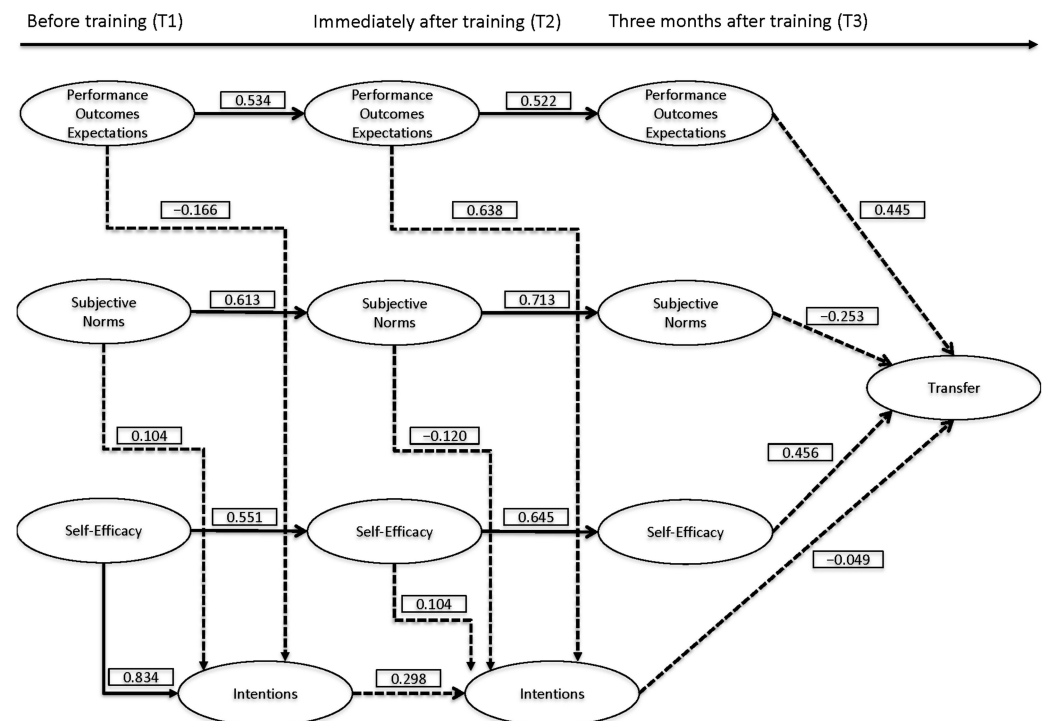 Before training (T1)
Immediately after training (T2)
Three months after training (T3)
Performance
Outcomes
Expectations
0.534
Performance
Outcomes
Expectations
0.522
Performance
Outcomes
Expectations
−0.166
0.638
0.445
Subjective
Norms
0.613
Subjective
Norms
0.713
Subjective
Norms
−0.253
Transfer
0.104
−0.120
0.456
Self-Efficacy
0.551
Self-Efficacy
0.645
Self-Efficacy
−0.049
0.104
0.834
Intentions
0.298
Intentions